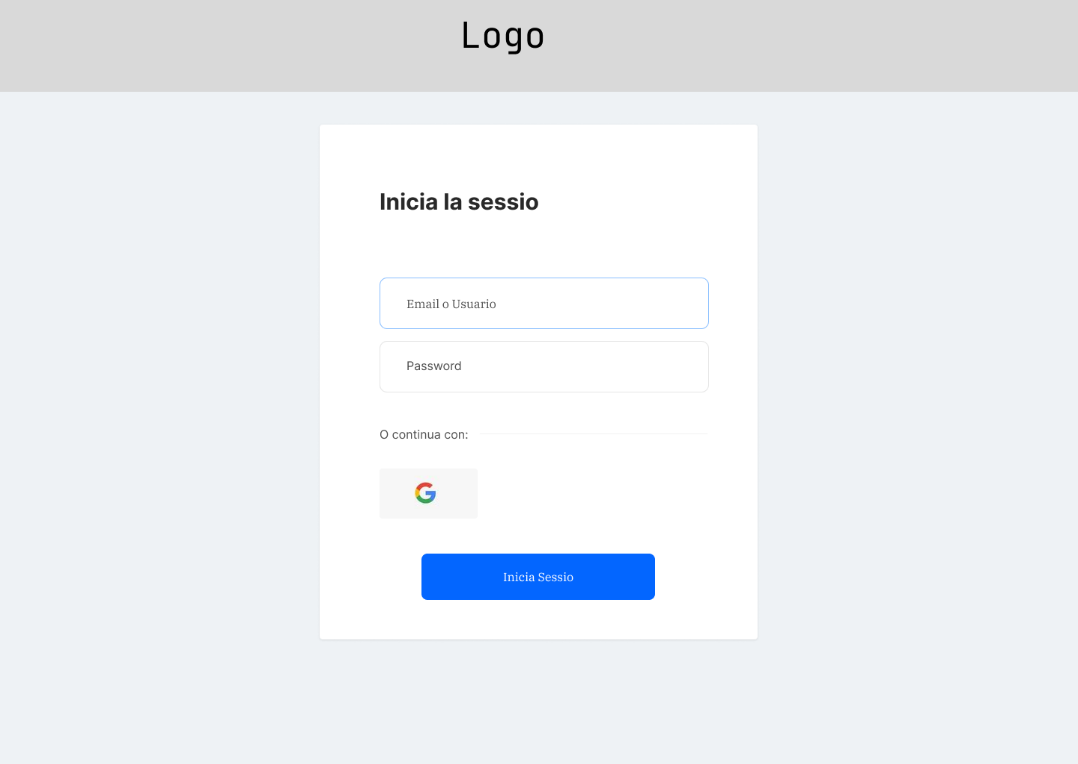 Logo
Inicia la sessio
Email o Usuario
Password
O continua con:
Inicia Sessio